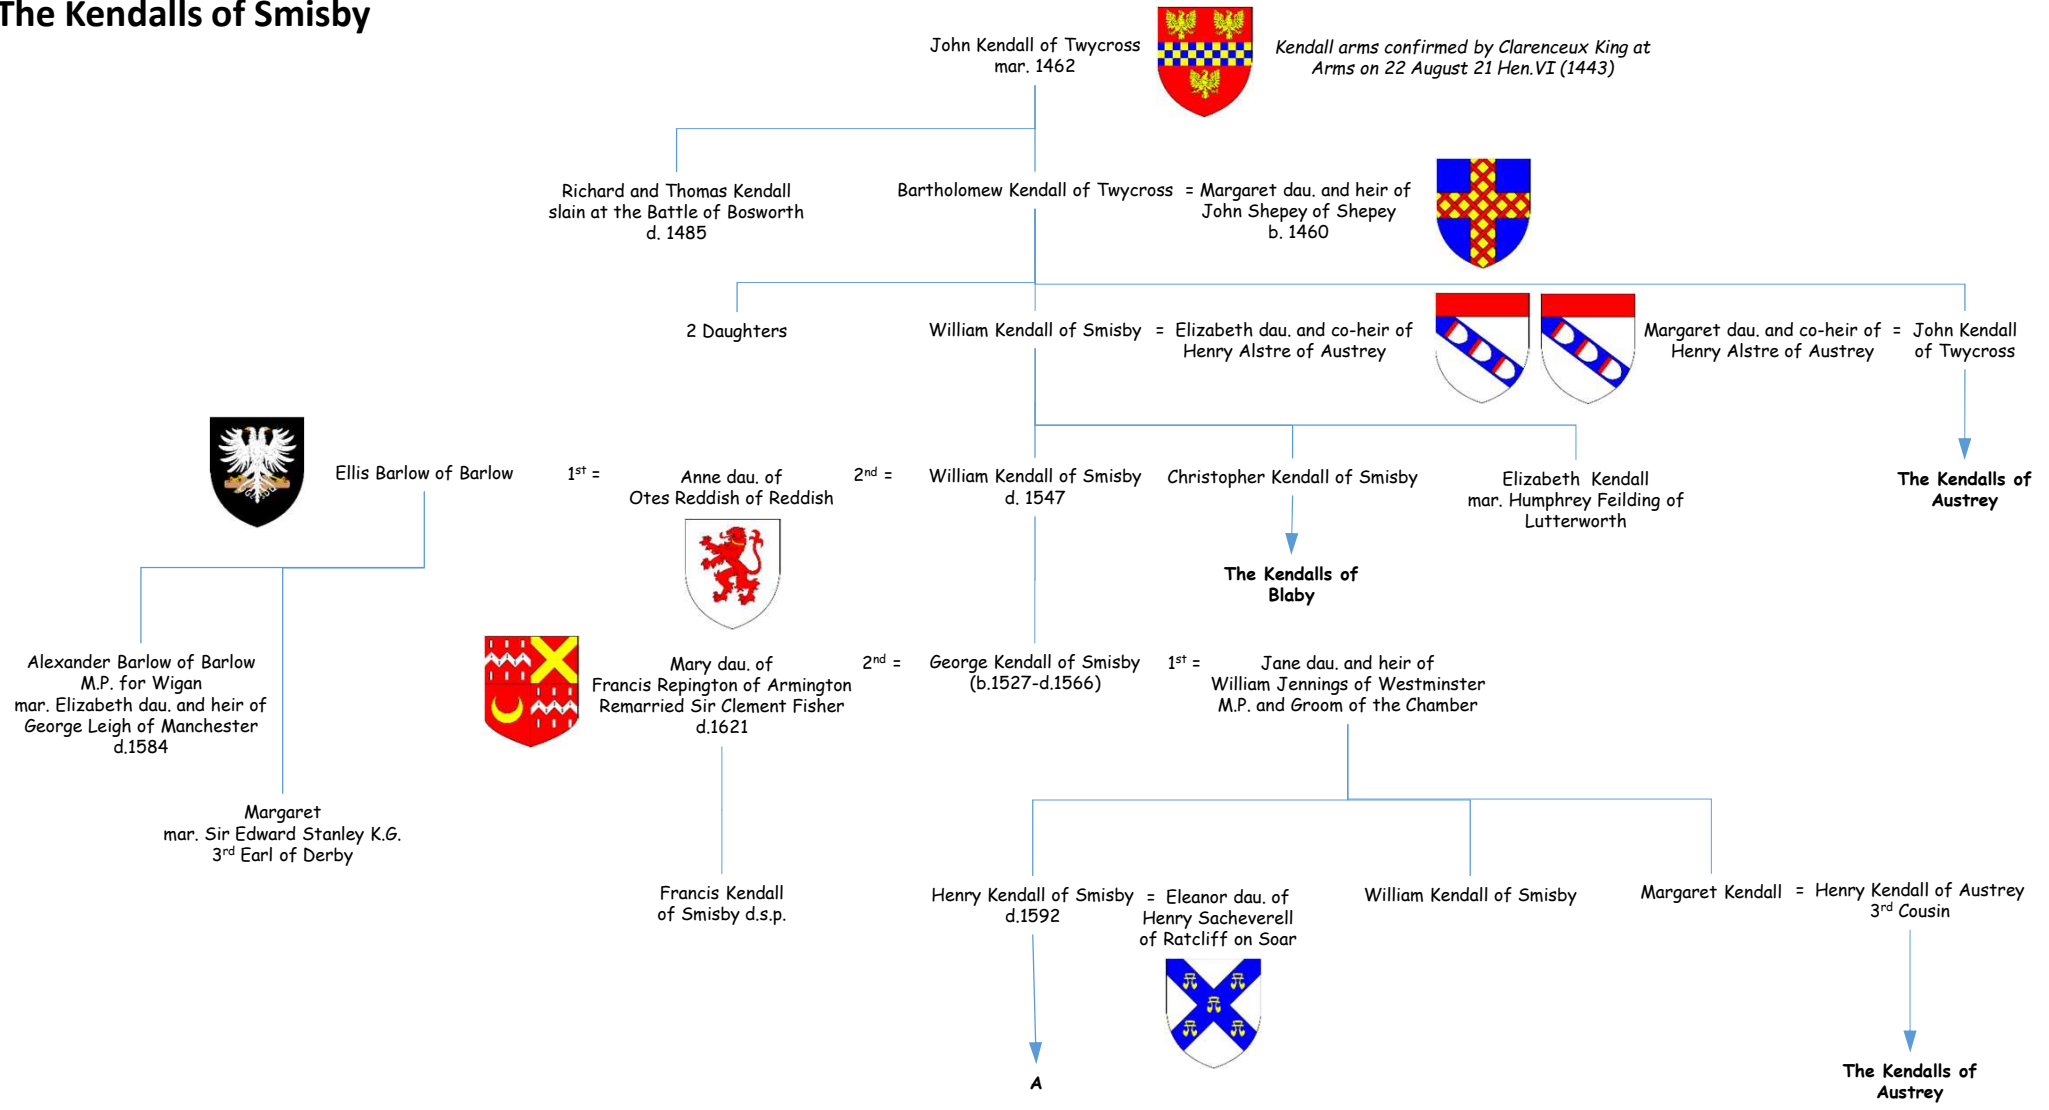 The Kendalls of Smisby
John Kendall of Twycross
mar. 1462
Kendall arms confirmed by Clarenceux King at
Arms on 22 August 21 Hen.VI (1443)
Richard and Thomas Kendall
slain at the Battle of Bosworth
d. 1485
Bartholomew Kendall of Twycross
= Margaret dau. and heir of
John Shepey of Shepey
b. 1460
2 Daughters
William Kendall of Smisby
= Elizabeth dau. and co-heir of
Henry Alstre of Austrey
Margaret dau. and co-heir of
Henry Alstre of Austrey
= John Kendall
of Twycross
Ellis Barlow of Barlow
1st =
Anne dau. of
Otes Reddish of Reddish
2nd =
William Kendall of Smisby
d. 1547
Christopher Kendall of Smisby
Elizabeth Kendall
mar. Humphrey Feilding of
Lutterworth
The Kendalls of
Austrey
The Kendalls of
Blaby
Alexander Barlow of Barlow
M.P. for Wigan
mar. Elizabeth dau. and heir of
George Leigh of Manchester
d.1584
Mary dau. of
Francis Repington of Armington
Remarried Sir Clement Fisher
d.1621
2nd =
George Kendall of Smisby
(b.1527-d.1566)
1st =
Jane dau. and heir of
William Jennings of Westminster
M.P. and Groom of the Chamber
Margaret
mar. Sir Edward Stanley K.G.
3rd Earl of Derby
Francis Kendall
of Smisby d.s.p.
Henry Kendall of Smisby
d.1592
= Eleanor dau. of
Henry Sacheverell
of Ratcliff on Soar
William Kendall of Smisby
Margaret Kendall
= Henry Kendall of Austrey
3rd Cousin
A
The Kendalls of
Austrey